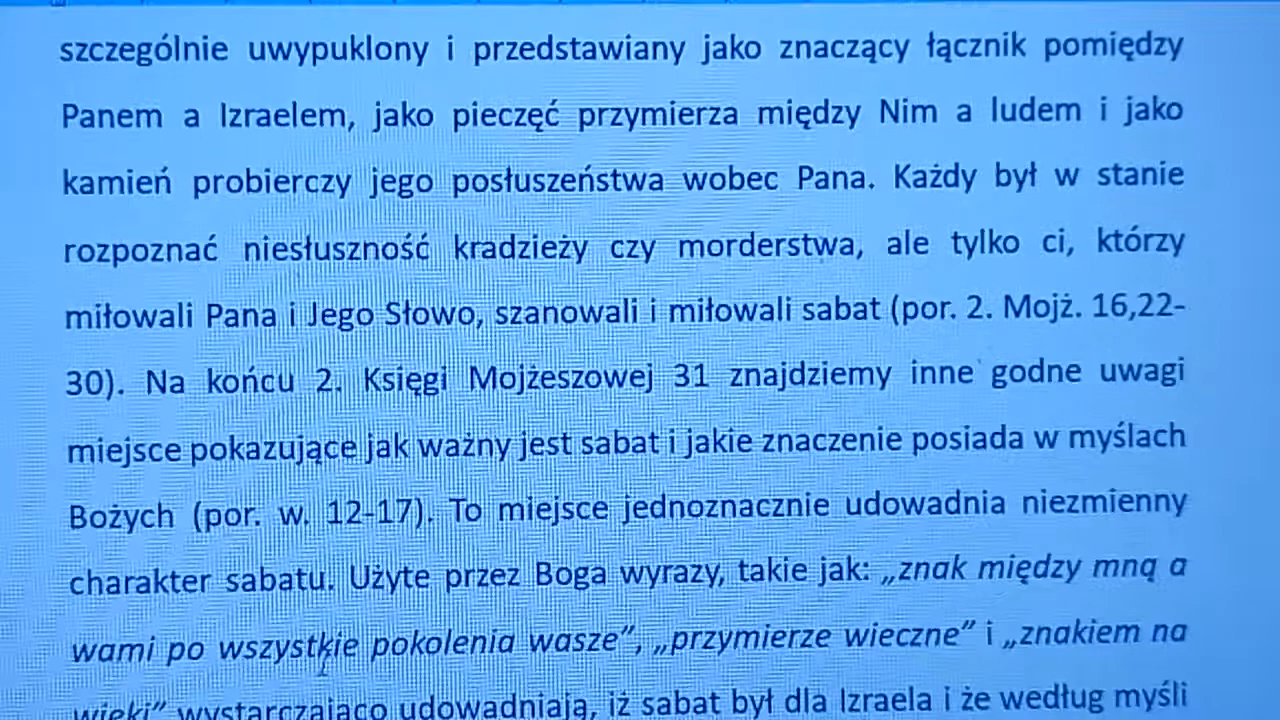 szczególnie uwypuklony i przedstawiany jako znaczący łącznik pomiędzy
Panem a Izraelem, jako pieczęć przymierza między Nim a ludem i jako
kamień probierczy jego posłuszeństwa wobec Pana. Każdy był w stanie
rozpoznać niesłuszność kradzieży czy morderstwa, ale tylko ci, którzy
miłowali Pana i Jego Słowo, szanowali i miłowali sabat (por. 2. Mojż. 16,22-
30). Na końcu 2. Księgi Mojżeszowej 31 znajdziemy inne godne uwagi
miejsce pokazujące jak ważny jest sabat i jakie znaczenie posiada w myślach
Bożych (por. w. 12-17). To miejsce jednoznacznie udowadnia niezmienny
charakter sabatu. Użyte przez Boga wyrazy, takie jak: „znak między mną a
wami po wszystkie pokolenia wasze”, „przymierze wieczne” i „znakiem na
wieki” wystarczająco udowadniają, iż sabat był dla Izraela i że według myśli